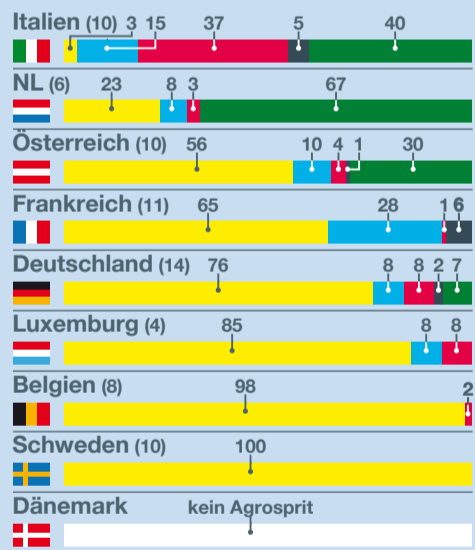 Italien (10) 3 15 37 5 40
NL (6) 23 8 3 67
Österreich (10) 56 10 4 1 30
Frankreich (11) 65 28 1 6
Deutschland (14) 76 8 8 2 7
Luxemburg (4) 85 8 8
Belgien (8) 98 2
Schweden (10) 100
Dänemark kein Agrosprit